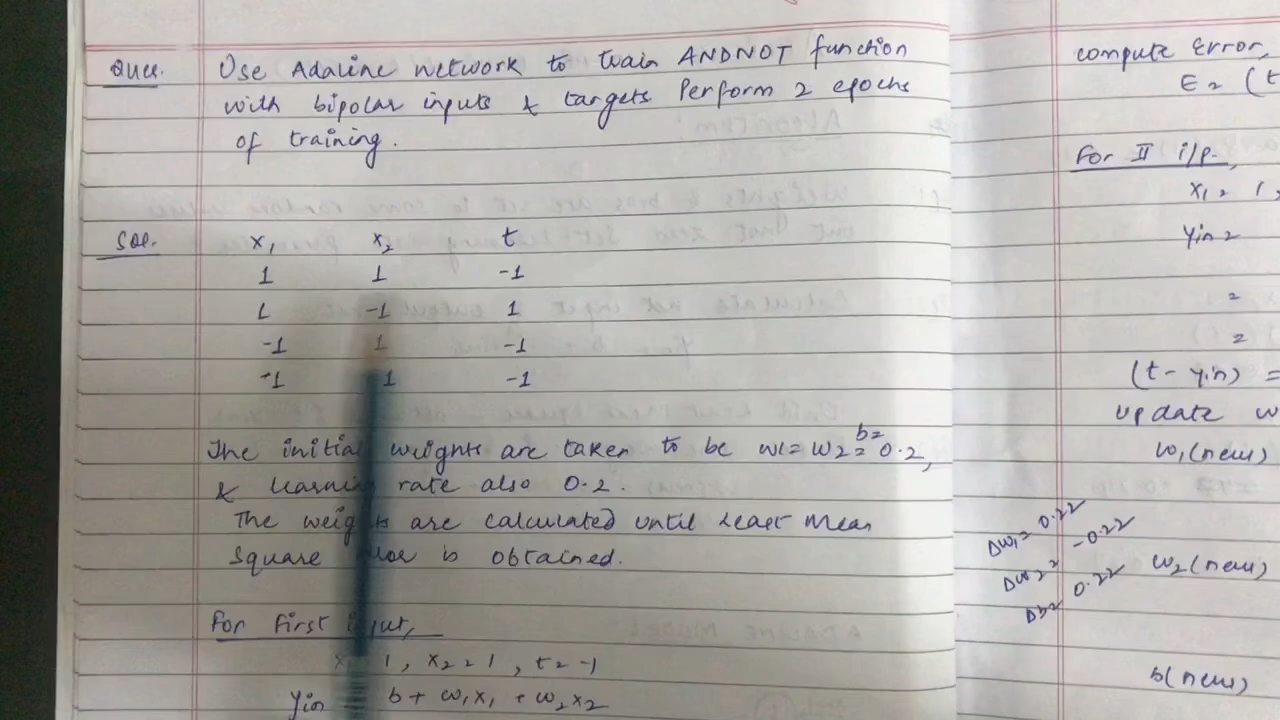 Ques. Use Adaline network to train ANDNOT function
with bipolar inputs & targets. Perform 2 epochs
of training.
Sol. x1 x2 t
1 1 -1
1 -1 1
-1 1 -1
-1 1 -1
b=
The initial weights are taken to be w1= w2= 0.2,
& learning rate also 0.2.
The weights are calculated until Least Mean
Square is obtained.
For first input,
1, x2 = 1, t = -1
yin b + w1x1 + w2x2
compute Error,
E = (t
For II i/p,
x1 = 1,
yin =
=
=
(t - yin) =
update w
w1(new)
Δw1 = 0.22
Δw2 = -0.22
Δb = 0.22
w2(new)
b(new)